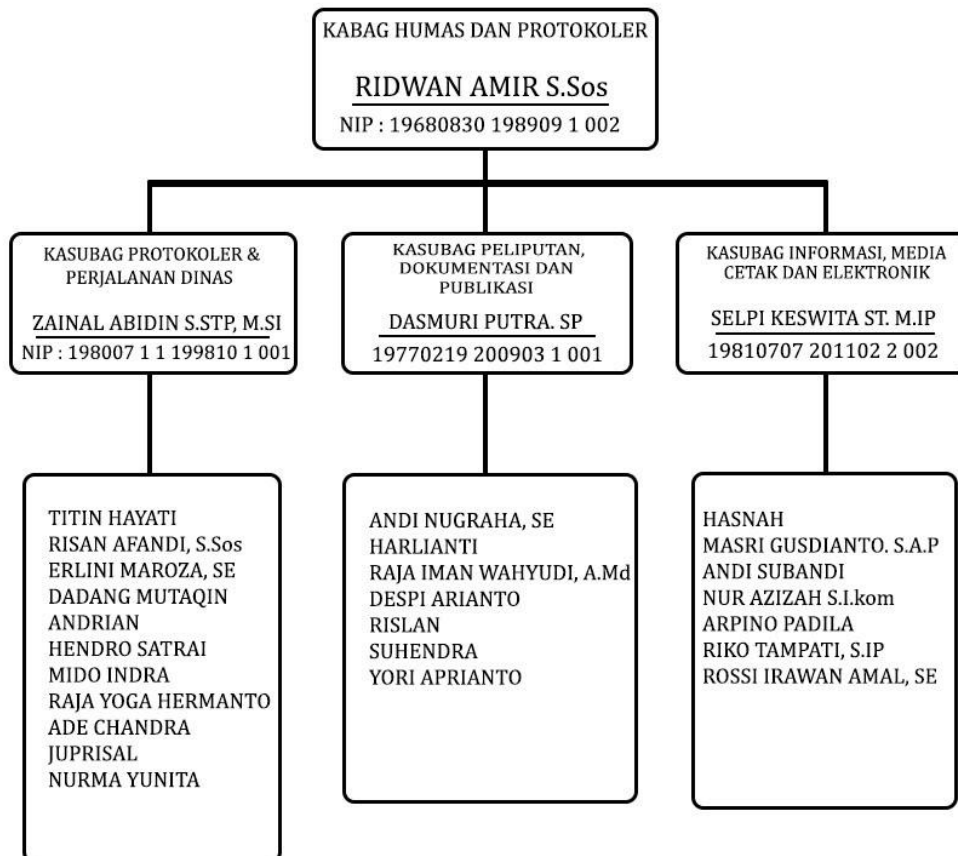 KABAG HUMAS DAN PROTOKOLER
RIDWAN AMIR S.Sos
NIP : 19680830 198909 1 002
KASUBAG PROTOKOLER &
PERJALANAN DINAS
ZAINAL ABIDIN S.STP, M.SI
NIP : 198007 1 1 199810 1 001
KASUBAG PELIPUTAN,
DOKUMENTASI DAN
PUBLIKASI
DASMURI PUTRA. SP
19770219 200903 1 001
KASUBAG INFORMASI, MEDIA
CETAK DAN ELEKTRONIK
SELPI KESWITA ST. M.IP
19810707 201102 2 002
TITIN HAYATI
RISAN AFANDI, S.Sos
ERLINI MAROZA, SE
DADANG MUTAQIN
ANDRIAN
HENDRO SATRAI
MIDO INDRA
RAJA YOGA HERMANTO
ADE CHANDRA
JUPRISAL
NURMA YUNITA
ANDI NUGRAHA, SE
HARLIANTI
RAJA IMAN WAHYUDI, A.Md
DESPI ARIANTO
RISLAN
SUHENDRA
YORI APRIANTO
HASNAH
MASRI GUSDIANTO. S.A.P
ANDI SUBANDI
NUR AZIZAH S.I.kom
ARPINO PADILA
RIKO TAMPATI, S.IP
ROSSI IRAWAN AMAL, SE